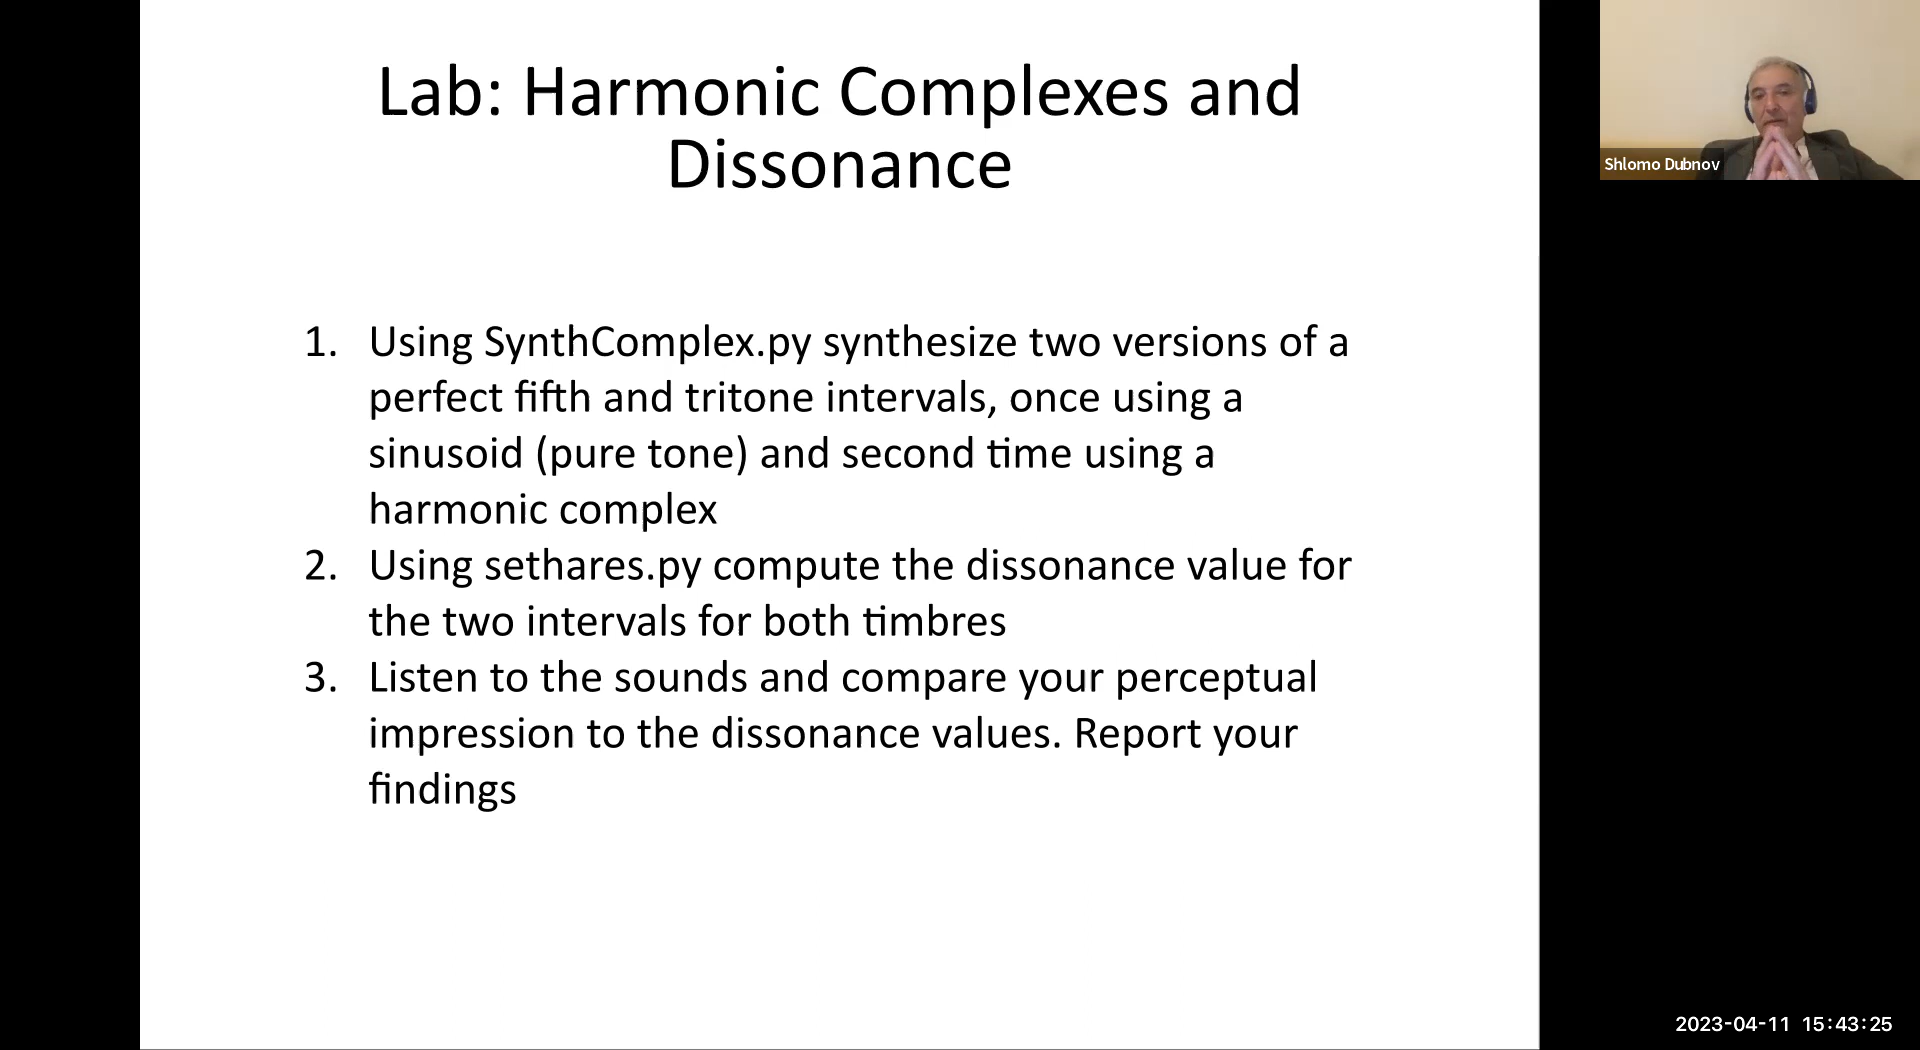 Lab: Harmonic Complexes and
Dissonance
1. Using SynthComplex.py synthesize two versions of a
perfect fifth and tritone intervals, once using a
sinusoid (pure tone) and second time using a
harmonic complex
2. Using sethares.py compute the dissonance value for
the two intervals for both timbres
3. Listen to the sounds and compare your perceptual
impression to the dissonance values. Report your
findings
Shlomo Dubnov
2023-04-11 15:43:25